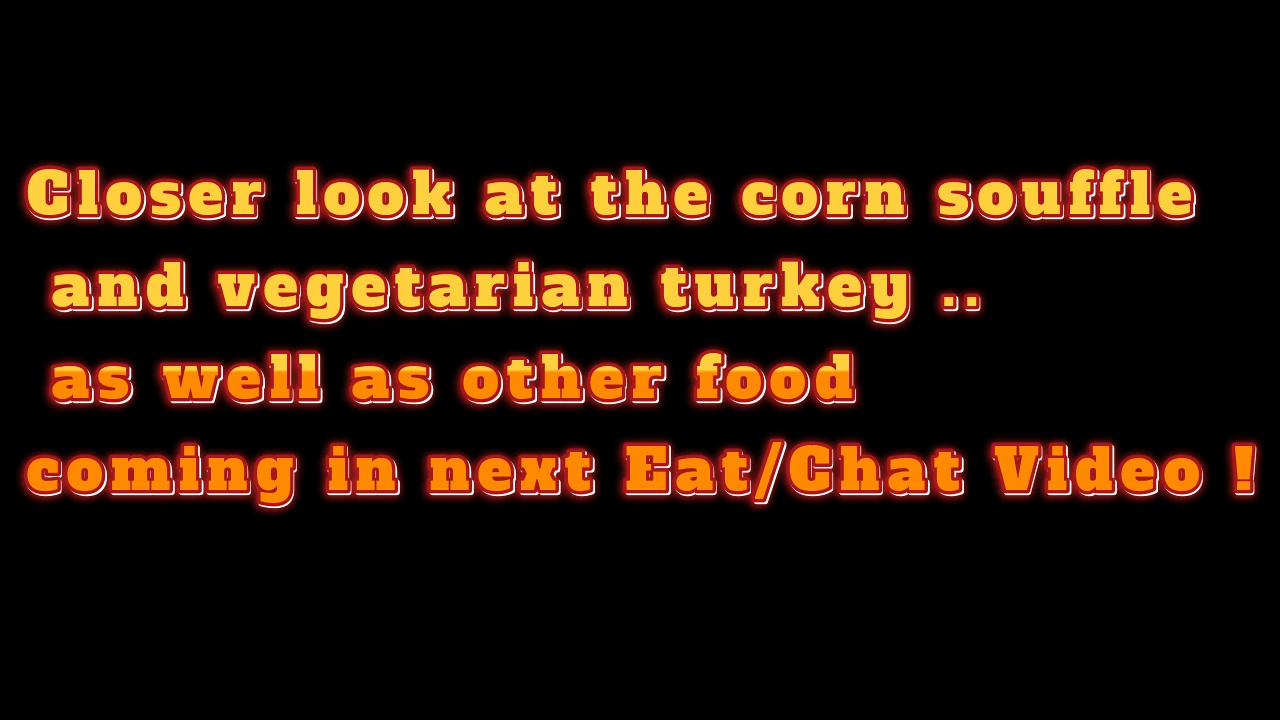 Closer look at the corn souffle
and vegetarian turkey ..
as well as other food
coming in next Eat/Chat Video !